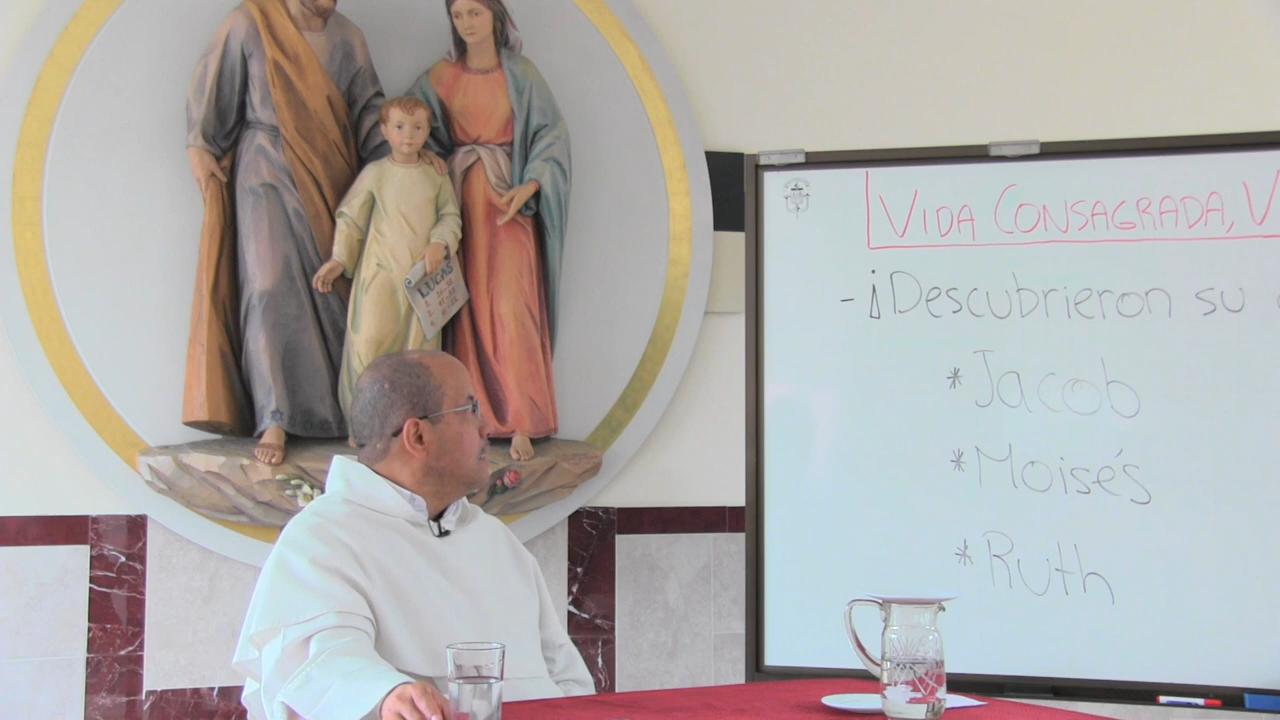 LUCAS
VIDA CONSAGRADA, V
- ¡Descubrieron su
* Jacob
* Moisés
* Ruth